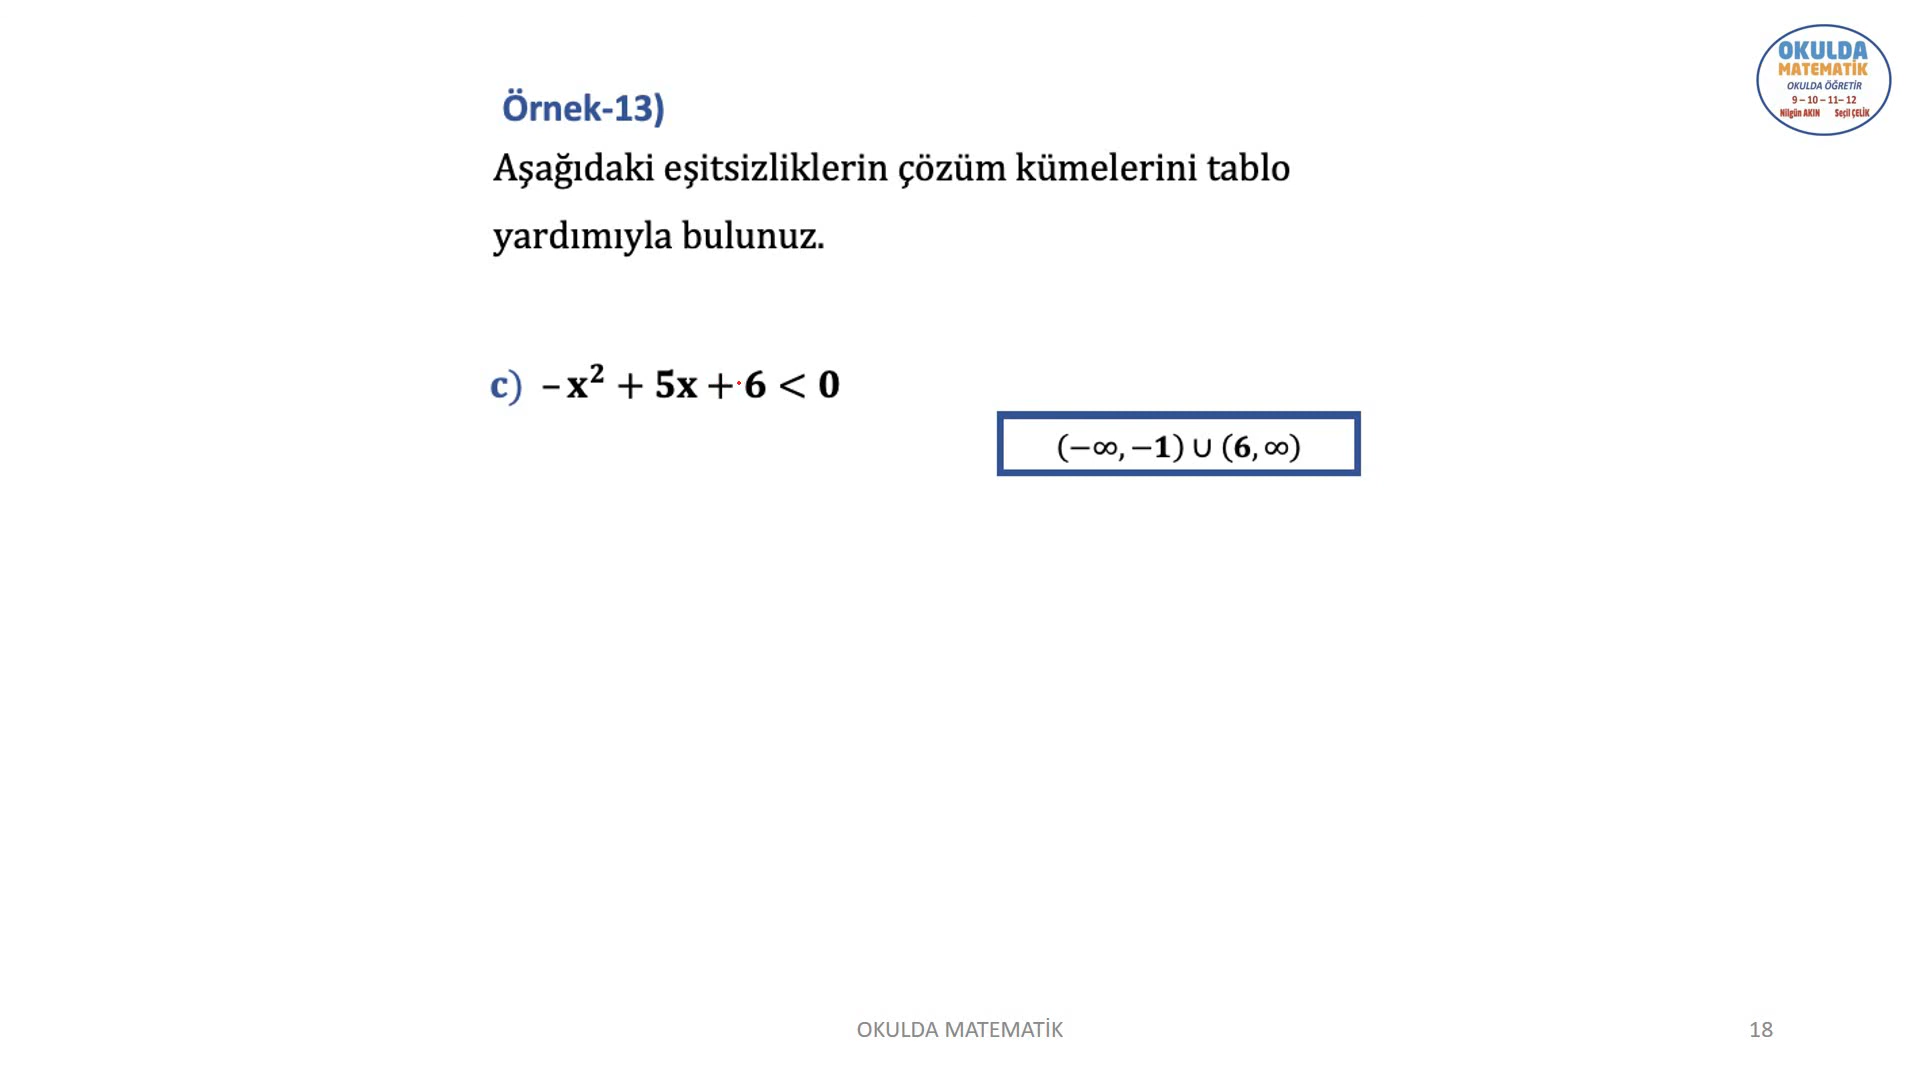 OKULDA
MATEMATİK
OKULDA ÖĞRETİR
9 – 10 – 11– 12
Nilgün AKIN Seçil ÇELİK
Örnek-13)
Aşağıdaki eşitsizliklerin çözüm kümelerini tablo
yardımıyla bulunuz.
c) –x² + 5x + 6 < 0
(−∞, −1) ∪ (6, ∞)
OKULDA MATEMATİK
18